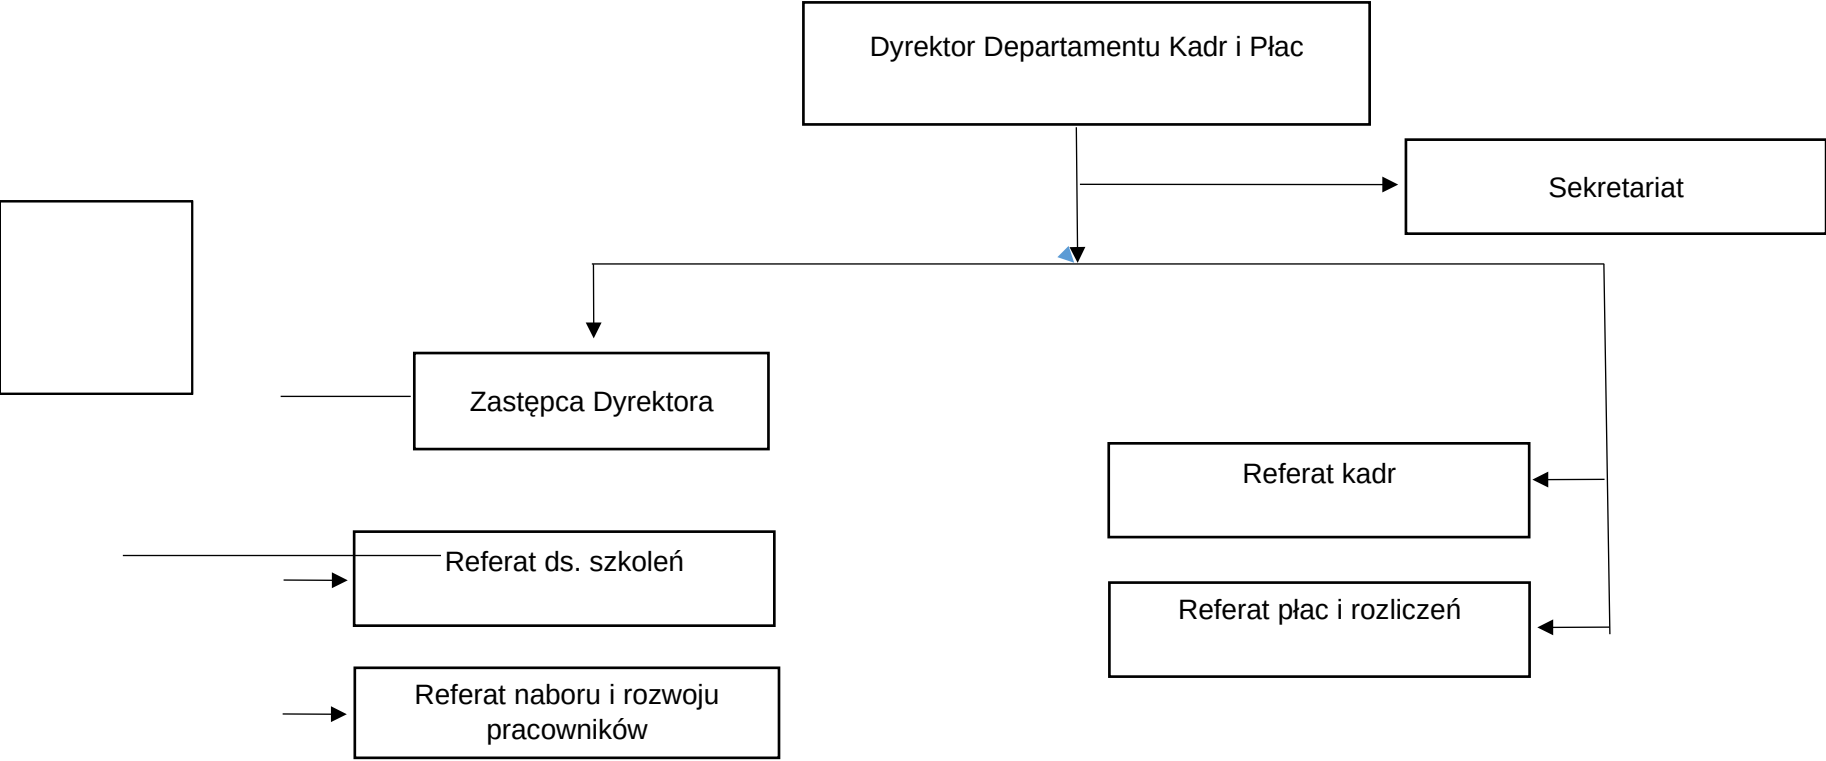 Dyrektor Departamentu Kadr i Płac
Sekretariat
Zastępca Dyrektora
Referat kadr
Referat ds. szkoleń
Referat płac i rozliczeń
Referat naboru i rozwoju
pracowników